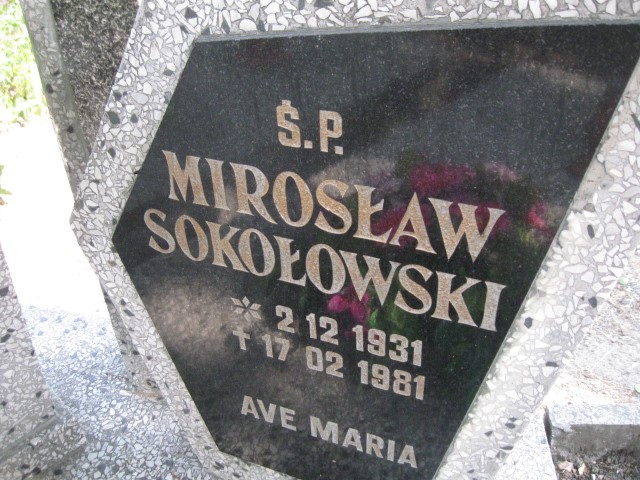 Ś.P.
MIROSŁAW
SOKOŁOWSKI
* 2 12 1931
† 17 02 1981
AVE MARIA